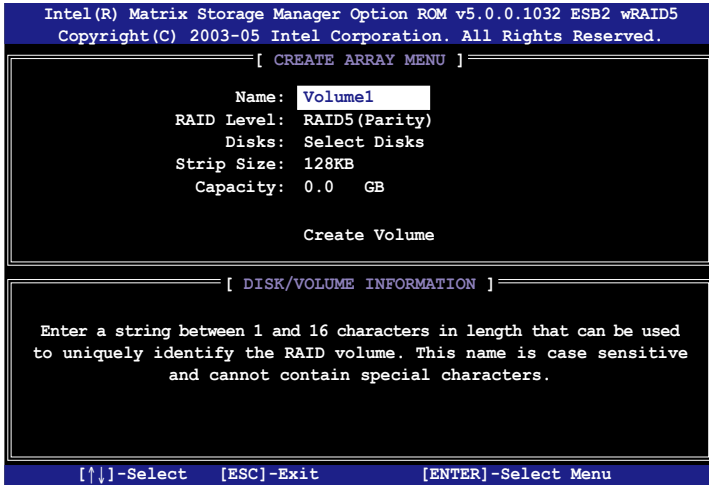 Intel(R) Matrix Storage Manager Option ROM v5.0.0.1032 ESB2 wRAID5
Copyright(C) 2003-05 Intel Corporation. All Rights Reserved.
[ CREATE ARRAY MENU ]
Name: Volume1
RAID Level: RAID5(Parity)
Disks: Select Disks
Strip Size: 128KB
Capacity: 0.0 GB
Create Volume
[ DISK/VOLUME INFORMATION ]
Enter a string between 1 and 16 characters in length that can be used
to uniquely identify the RAID volume. This name is case sensitive
and cannot contain special characters.
[↑↓]-Select [ESC]-Exit [ENTER]-Select Menu